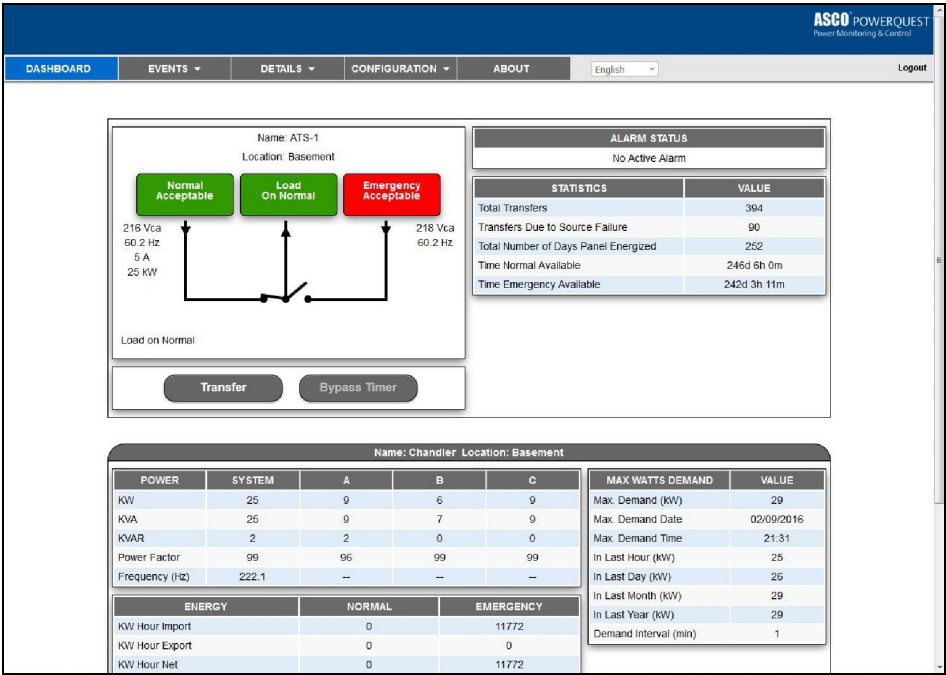 ASCO POWERQUEST
Power Monitoring & Control
DASHBOARD EVENTS DETAILS CONFIGURATION ABOUT English Logout
Name: ATS-1
Location: Basement
Normal Acceptable
Load On Normal
Emergency Acceptable
216 Vca
60.2 Hz
5 A
25 kW
218 Vca
60.2 Hz
Load on Normal
Transfer Bypass Timer
ALARM STATUS
No Active Alarm
STATISTICS VALUE
Total Transfers 394
Transfers Due to Source Failure 90
Total Number of Days Panel Energized 252
Time Normal Available 246d 6h 0m
Time Emergency Available 242d 3h 11m
Name: Chandler Location: Basement
POWER SYSTEM A B C
KW 25 9 6 9
KVA 25 9 7 9
KVAR 2 2 0 0
Power Factor 99 96 99 99
Frequency (Hz) 222.1 -- -- --
ENERGY NORMAL EMERGENCY
KW Hour Import 0 11772
KW Hour Export 0 0
KW Hour Net 0 11772
MAX WATTS DEMAND VALUE
Max. Demand (kW) 29
Max. Demand Date 02/09/2016
Max. Demand Time 21:31
In Last Hour (kW) 25
In Last Day (kW) 26
In Last Month (kW) 29
In Last Year (kW) 29
Demand Interval (min) 1